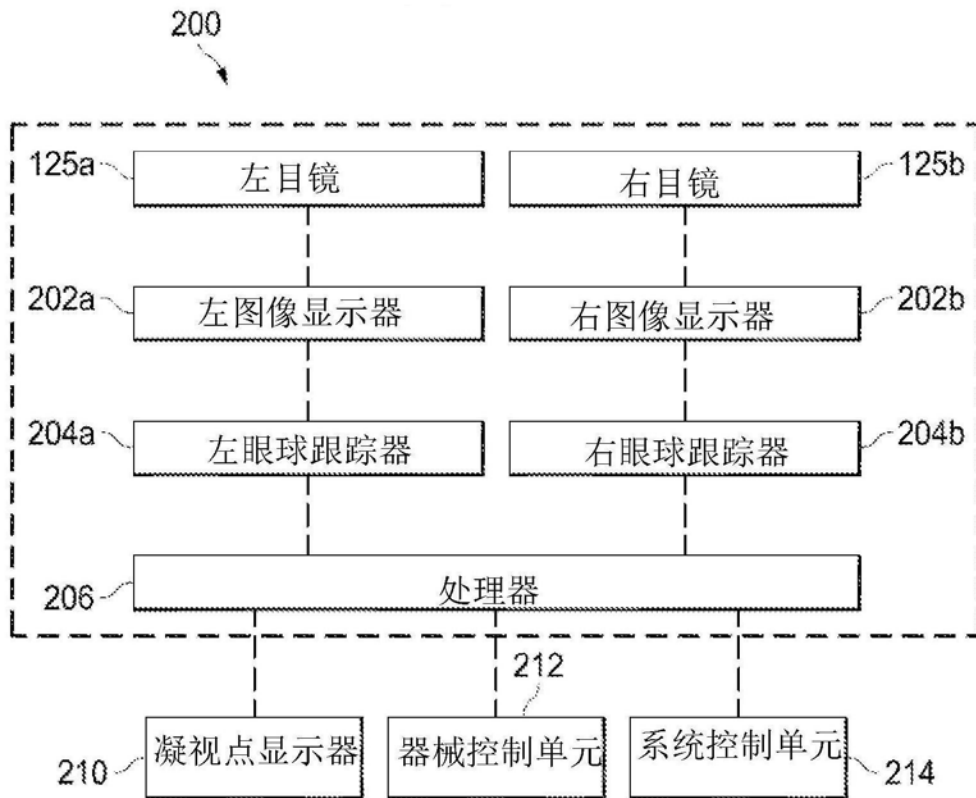 200
125a 左目镜 右目镜 125b
202a 左图像显示器 右图像显示器 202b
204a 左眼球跟踪器 右眼球跟踪器 204b
206 处理器
212
210 凝视点显示器 器械控制单元 系统控制单元 214